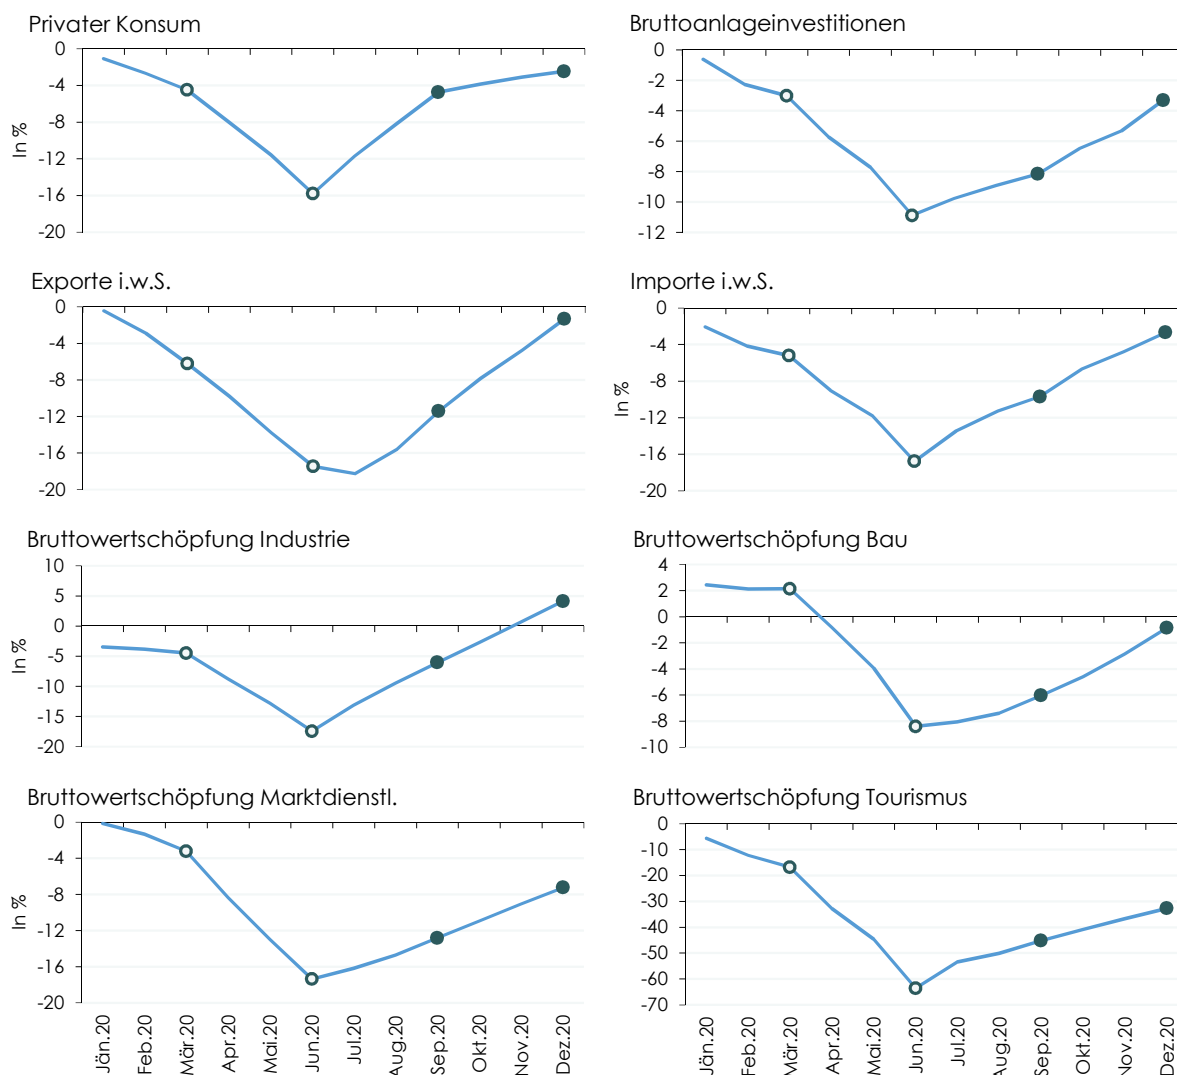 Privater Konsum
0
-4
-8
-12
-16
-20
In %
Bruttoanlageinvestitionen
0
-2
-4
-6
-8
-10
-12
Exporte i.w.S.
0
-4
-8
-12
-16
-20
In %
Importe i.w.S.
0
-4
-8
-12
-16
-20
In %
Bruttowertschöpfung Industrie
10
5
0
-5
-10
-15
-20
In %
Bruttowertschöpfung Bau
4
2
0
-2
-4
-6
-8
-10
Bruttowertschöpfung Marktdienstl.
0
-4
-8
-12
-16
-20
In %
Jän.20
Feb.20
Mär.20
Apr.20
Mai.20
Jun.20
Jul.20
Aug.20
Sep.20
Okt.20
Nov.20
Dez.20
Bruttowertschöpfung Tourismus
0
-10
-20
-30
-40
-50
-60
-70
Jän.20
Feb.20
Mär.20
Apr.20
Mai.20
Jun.20
Jul.20
Aug.20
Sep.20
Okt.20
Nov.20
Dez.20